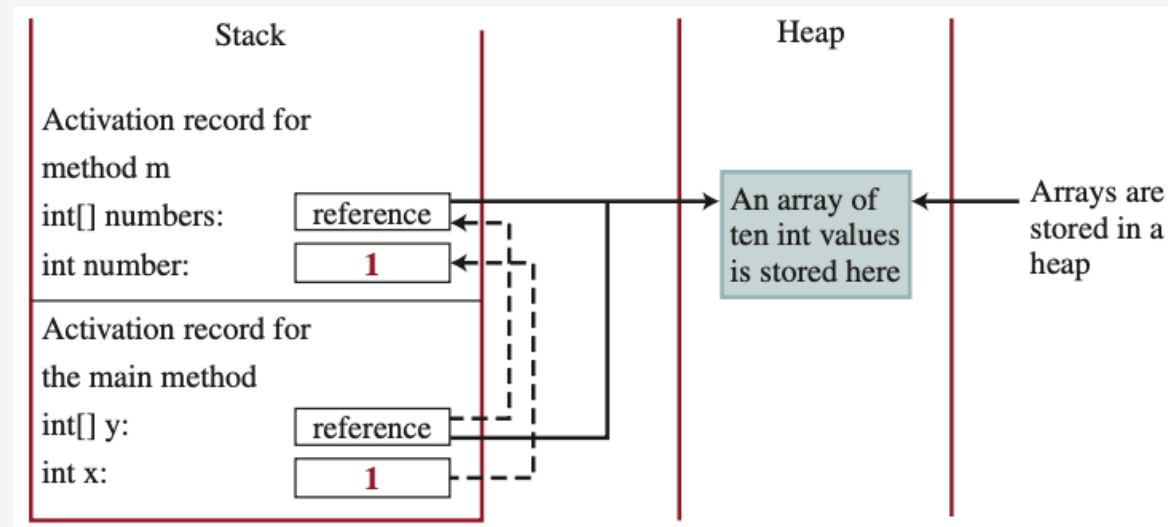 Stack
Heap
Activation record for
method m
int[] numbers: reference
int number: 1
An array of
ten int values
is stored here
Arrays are
stored in a
heap
Activation record for
the main method
int[] y: reference
int x: 1